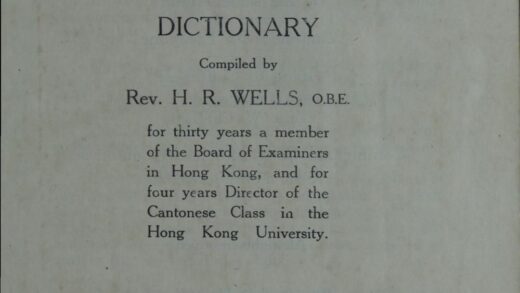 DICTIONARY
Compiled by
Rev. H. R. WELLS, O.B.E.
for thirty years a member
of the Board of Examiners
in Hong Kong, and for
four years Director of the
Cantonese Class in the
Hong Kong University.